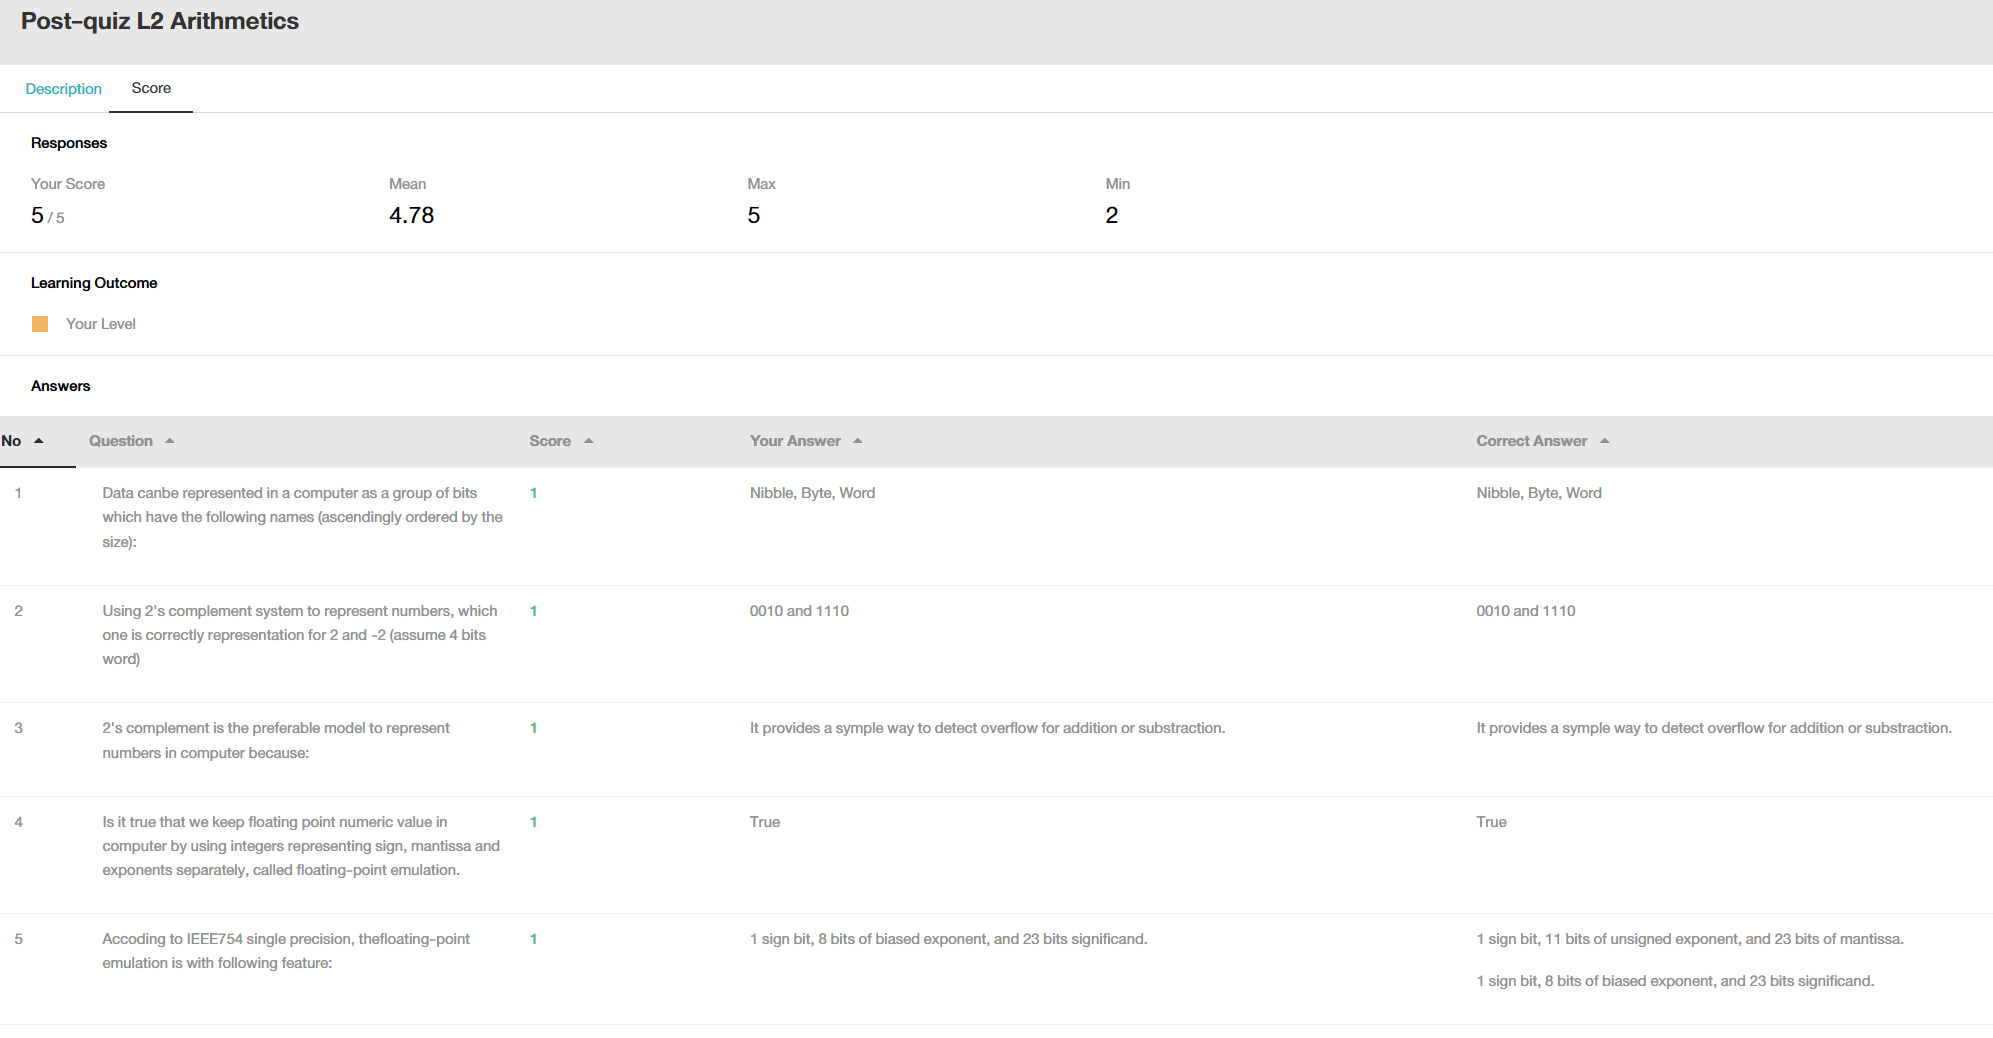 Post-quiz L2 Arithmetics
Description Score
Responses
Your Score Mean Max Min
5 / 5 4.78 5 2
Learning Outcome
Your Level
Answers
No Question Score Your Answer Correct Answer
1 Data canbe represented in a computer as a group of bits 1 Nibble, Byte, Word Nibble, Byte, Word
which have the following names (ascendingly ordered by the
size):
2 Using 2's complement system to represent numbers, which 1 0010 and 1110 0010 and 1110
one is correctly representation for 2 and -2 (assume 4 bits
word)
3 2's complement is the preferable model to represent 1 It provides a symple way to detect overflow for addition or substraction. It provides a symple way to detect overflow for addition or substraction.
numbers in computer because:
4 Is it true that we keep floating point numeric value in 1 True True
computer by using integers representing sign, mantissa and
exponents separately, called floating-point emulation.
5 Accoding to IEEE754 single precision, thefloating-point 1 1 sign bit, 8 bits of biased exponent, and 23 bits significand. 1 sign bit, 11 bits of unsigned exponent, and 23 bits of mantissa.
emulation is with following feature:
1 sign bit, 8 bits of biased exponent, and 23 bits significand.